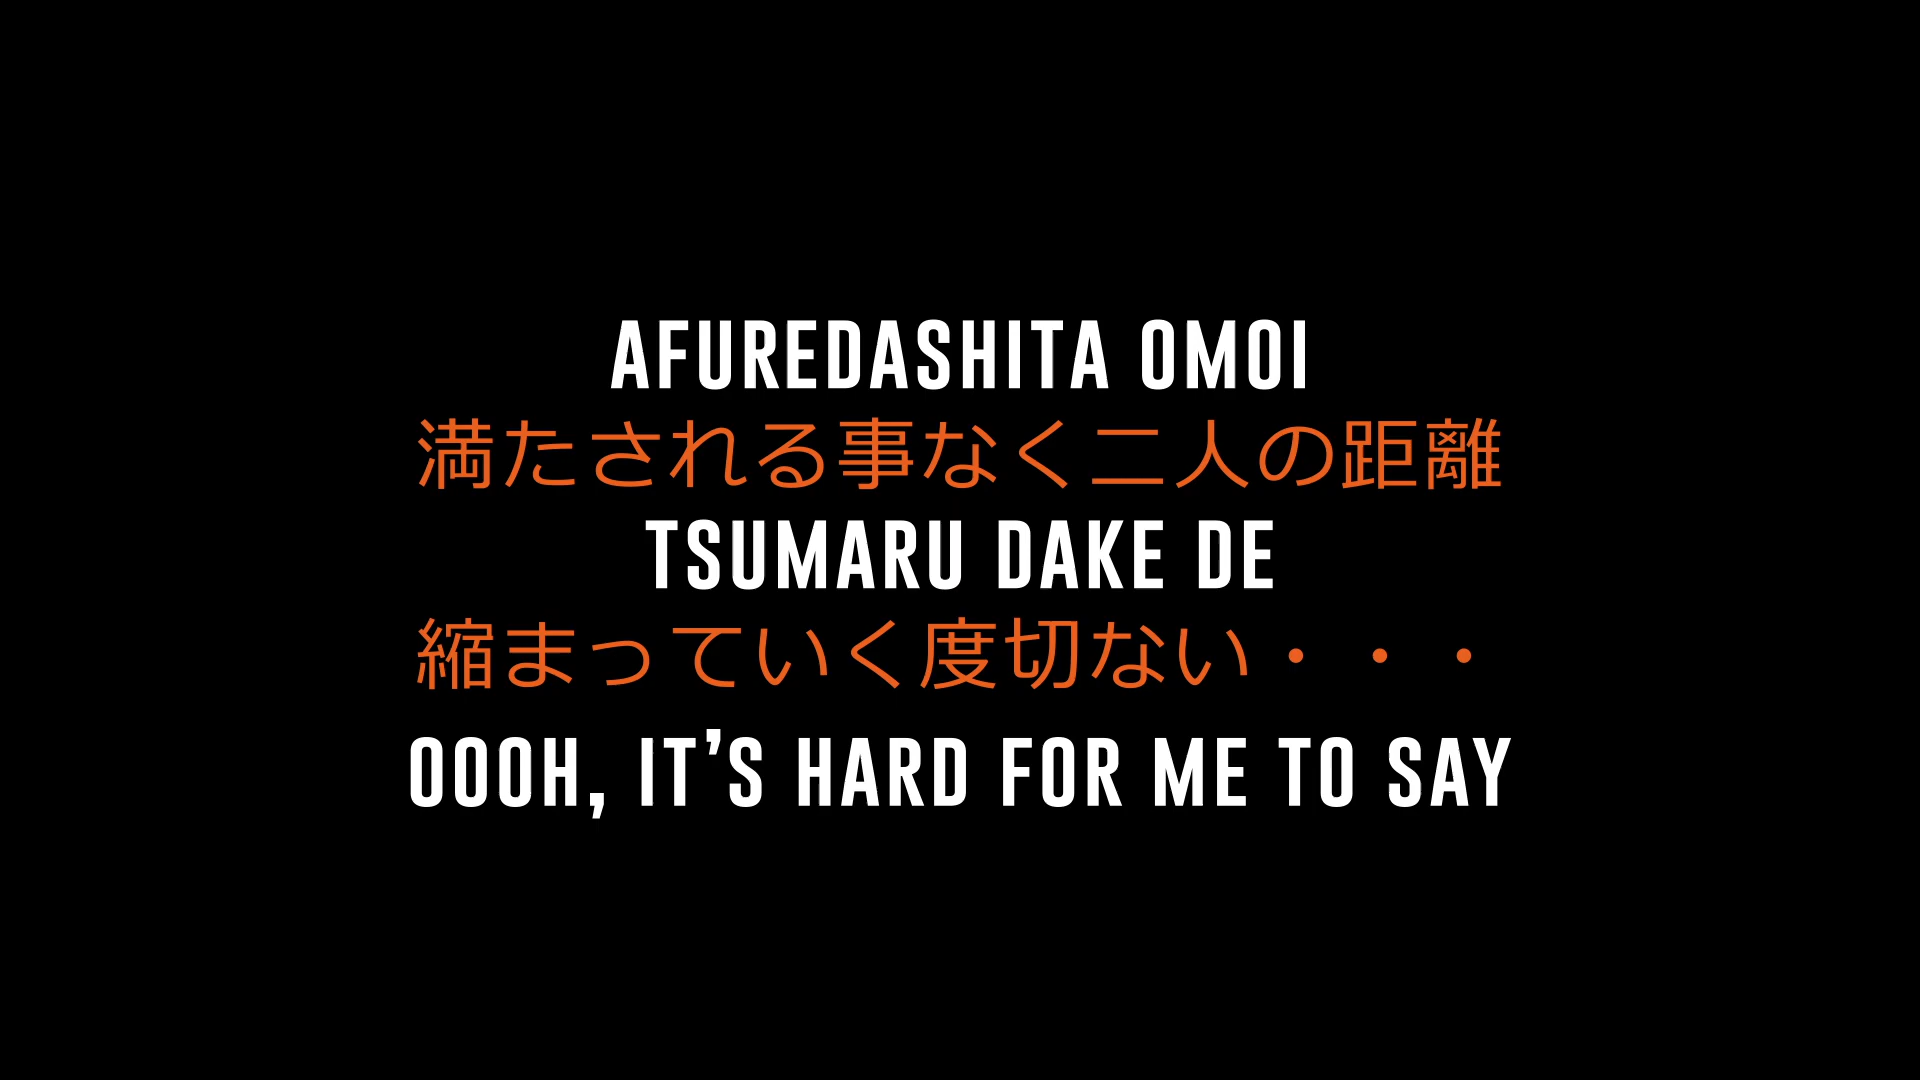 AFUREDASHITA OMOI
満たされる事なく二人の距離
TSUMARU DAKE DE
縮まっていく度切ない・・・
OOOH, IT'S HARD FOR ME TO SAY